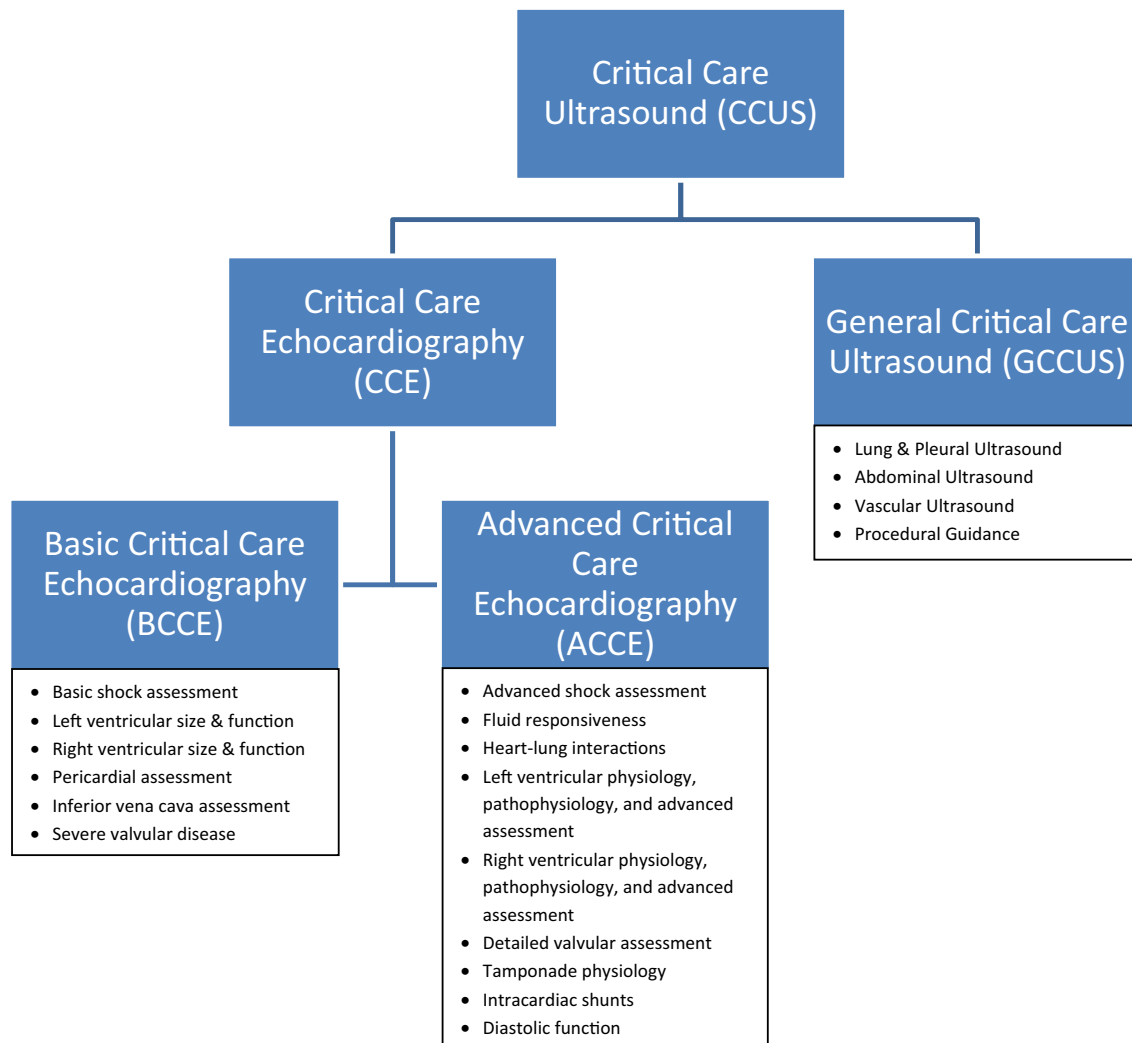 Critical Care
Ultrasound (CCUS)
Critical Care
Echocardiography
(CCE)
General Critical Care
Ultrasound (GCCUS)
• Lung & Pleural Ultrasound
• Abdominal Ultrasound
• Vascular Ultrasound
• Procedural Guidance
Basic Critical Care
Echocardiography
(BCCE)
• Basic shock assessment
• Left ventricular size & function
• Right ventricular size & function
• Pericardial assessment
• Inferior vena cava assessment
• Severe valvular disease
Advanced Critical
Care
Echocardiography
(ACCE)
• Advanced shock assessment
• Fluid responsiveness
• Heart-lung interactions
• Left ventricular physiology,
pathophysiology, and advanced
assessment
• Right ventricular physiology,
pathophysiology, and advanced
assessment
• Detailed valvular assessment
• Tamponade physiology
• Intracardiac shunts
• Diastolic function